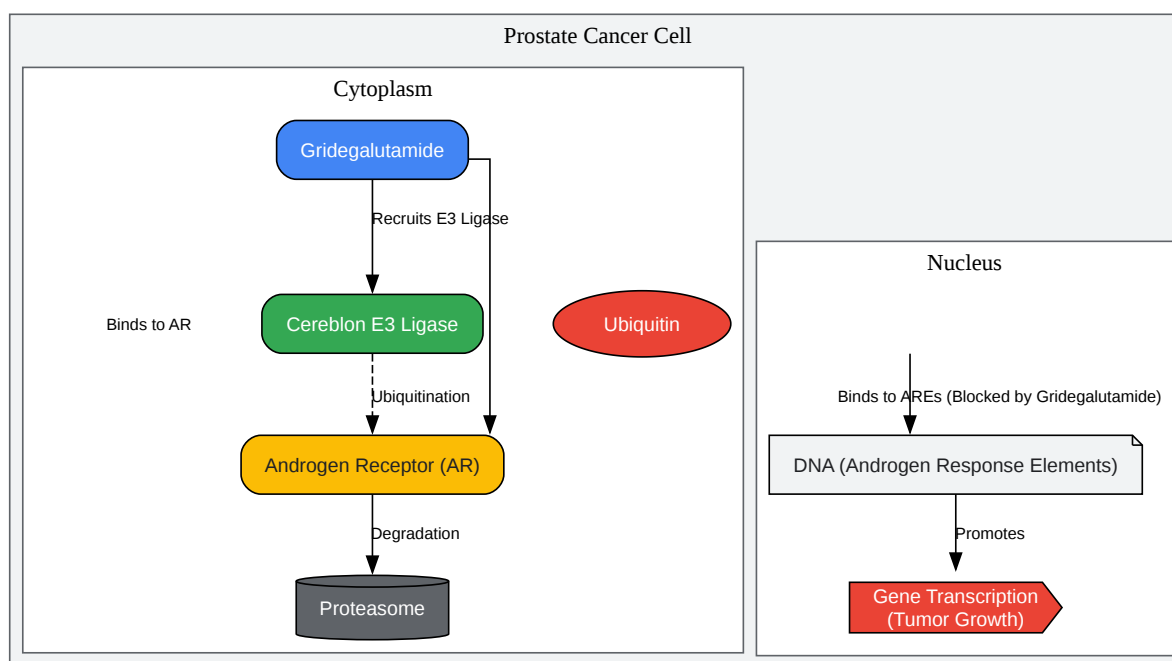 Prostate Cancer Cell
Cytoplasm
Gridegalutamide
Recruits E3 Ligase
Binds to AR
Cereblon E3 Ligase
Ubiquitin
Ubiquitination
Androgen Receptor (AR)
Degradation
Proteasome
Nucleus
Binds to AREs (Blocked by Gridegalutamide)
DNA (Androgen Response Elements)
Promotes
Gene Transcription
(Tumor Growth)